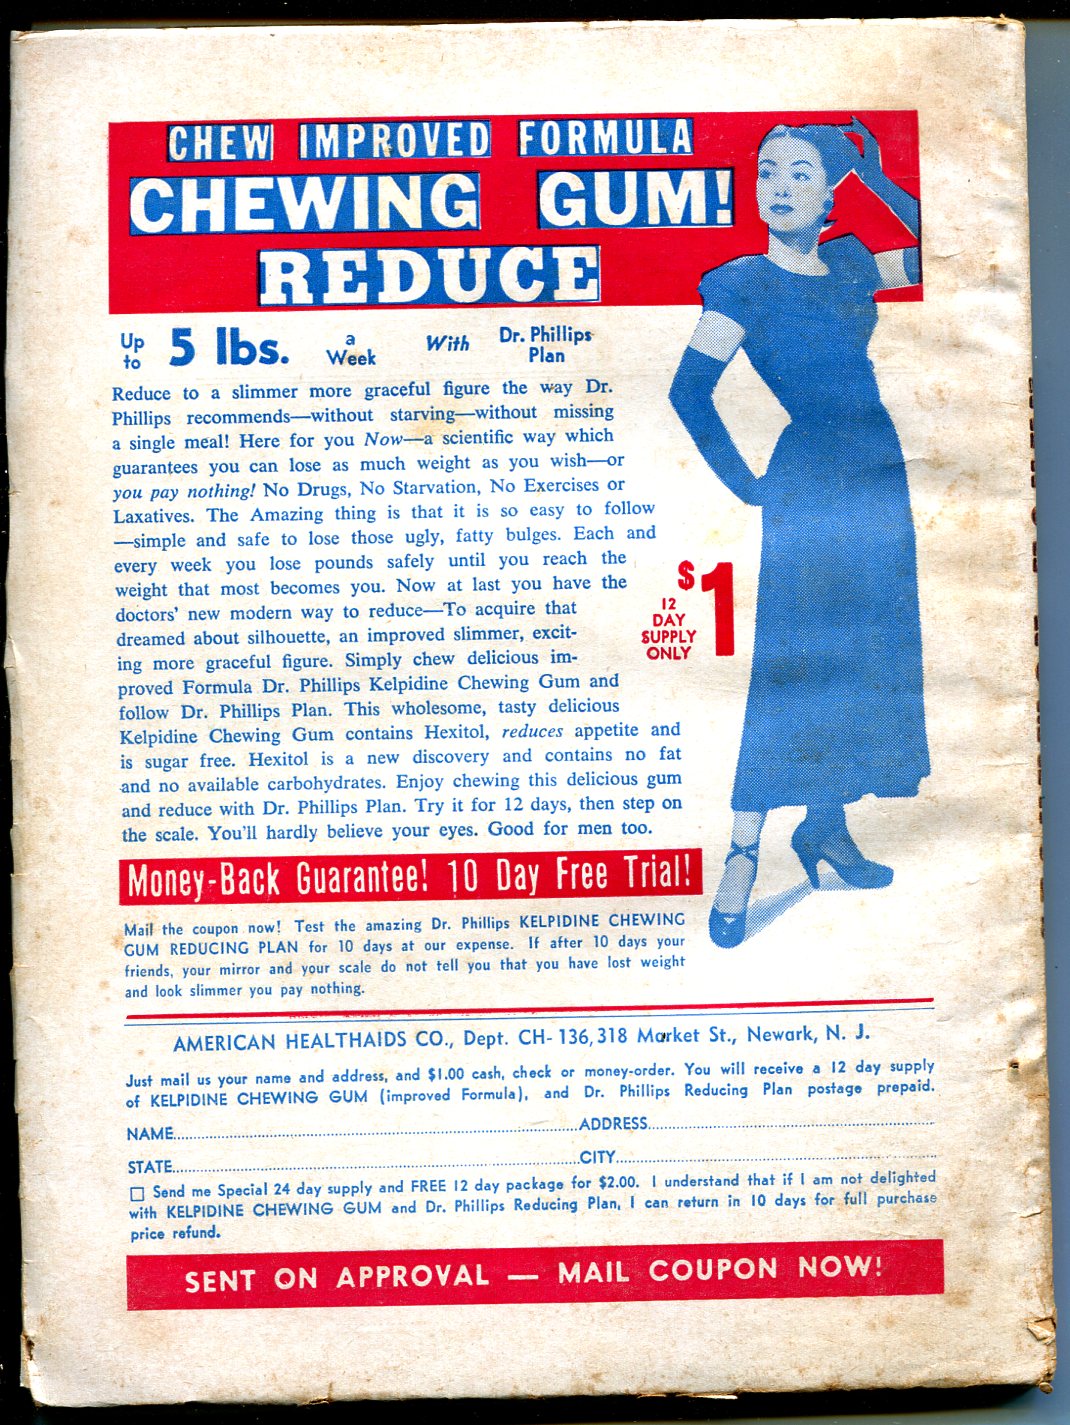 CHEW IMPROVED FORMULA
CHEWING GUM!
REDUCE
Up to 5 lbs. a Week With Dr. Phillips Plan
Reduce to a slimmer more graceful figure the way Dr.
Phillips recommends—without starving—without missing
a single meal! Here for you Now—a scientific way which
guarantees you can lose as much weight as you wish—or
you pay nothing! No Drugs, No Starvation, No Exercises or
Laxatives. The Amazing thing is that it is so easy to follow
—simple and safe to lose those ugly, fatty bulges. Each and
every week you lose pounds safely until you reach the
weight that most becomes you. Now at last you have the
doctors' new modern way to reduce—To acquire that
dreamed about silhouette, an improved slimmer, excit-
ing more graceful figure. Simply chew delicious im-
proved Formula Dr. Phillips Kelpidine Chewing Gum and
follow Dr. Phillips Plan. This wholesome, tasty delicious
Kelpidine Chewing Gum contains Hexitol, reduces appetite and
is sugar free. Hexitol is a new discovery and contains no fat
and no available carbohydrates. Enjoy chewing this delicious gum
and reduce with Dr. Phillips Plan. Try it for 12 days, then step on
the scale. You'll hardly believe your eyes. Good for men too.
$1
12
DAY
SUPPLY
ONLY
Money-Back Guarantee! 10 Day Free Trial!
Mail the coupon now! Test the amazing Dr. Phillips KELPIDINE CHEWING
GUM REDUCING PLAN for 10 days at our expense. If after 10 days your
friends, your mirror and your scale do not tell you that you have lost weight
and look slimmer you pay nothing.
AMERICAN HEALTHAIDS CO., Dept. CH-136, 318 Market St., Newark, N. J.
Just mail us your name and address, and $1.00 cash, check or money-order. You will receive a 12 day supply
of KELPIDINE CHEWING GUM (improved Formula), and Dr. Phillips Reducing Plan postage prepaid.
NAME..........ADDRESS..........
STATE..........CITY..........
☐ Send me Special 24 day supply and FREE 12 day package for $2.00. I understand that if I am not delighted
with KELPIDINE CHEWING GUM and Dr. Phillips Reducing Plan, I can return in 10 days for full purchase
price refund.
SENT ON APPROVAL — MAIL COUPON NOW!